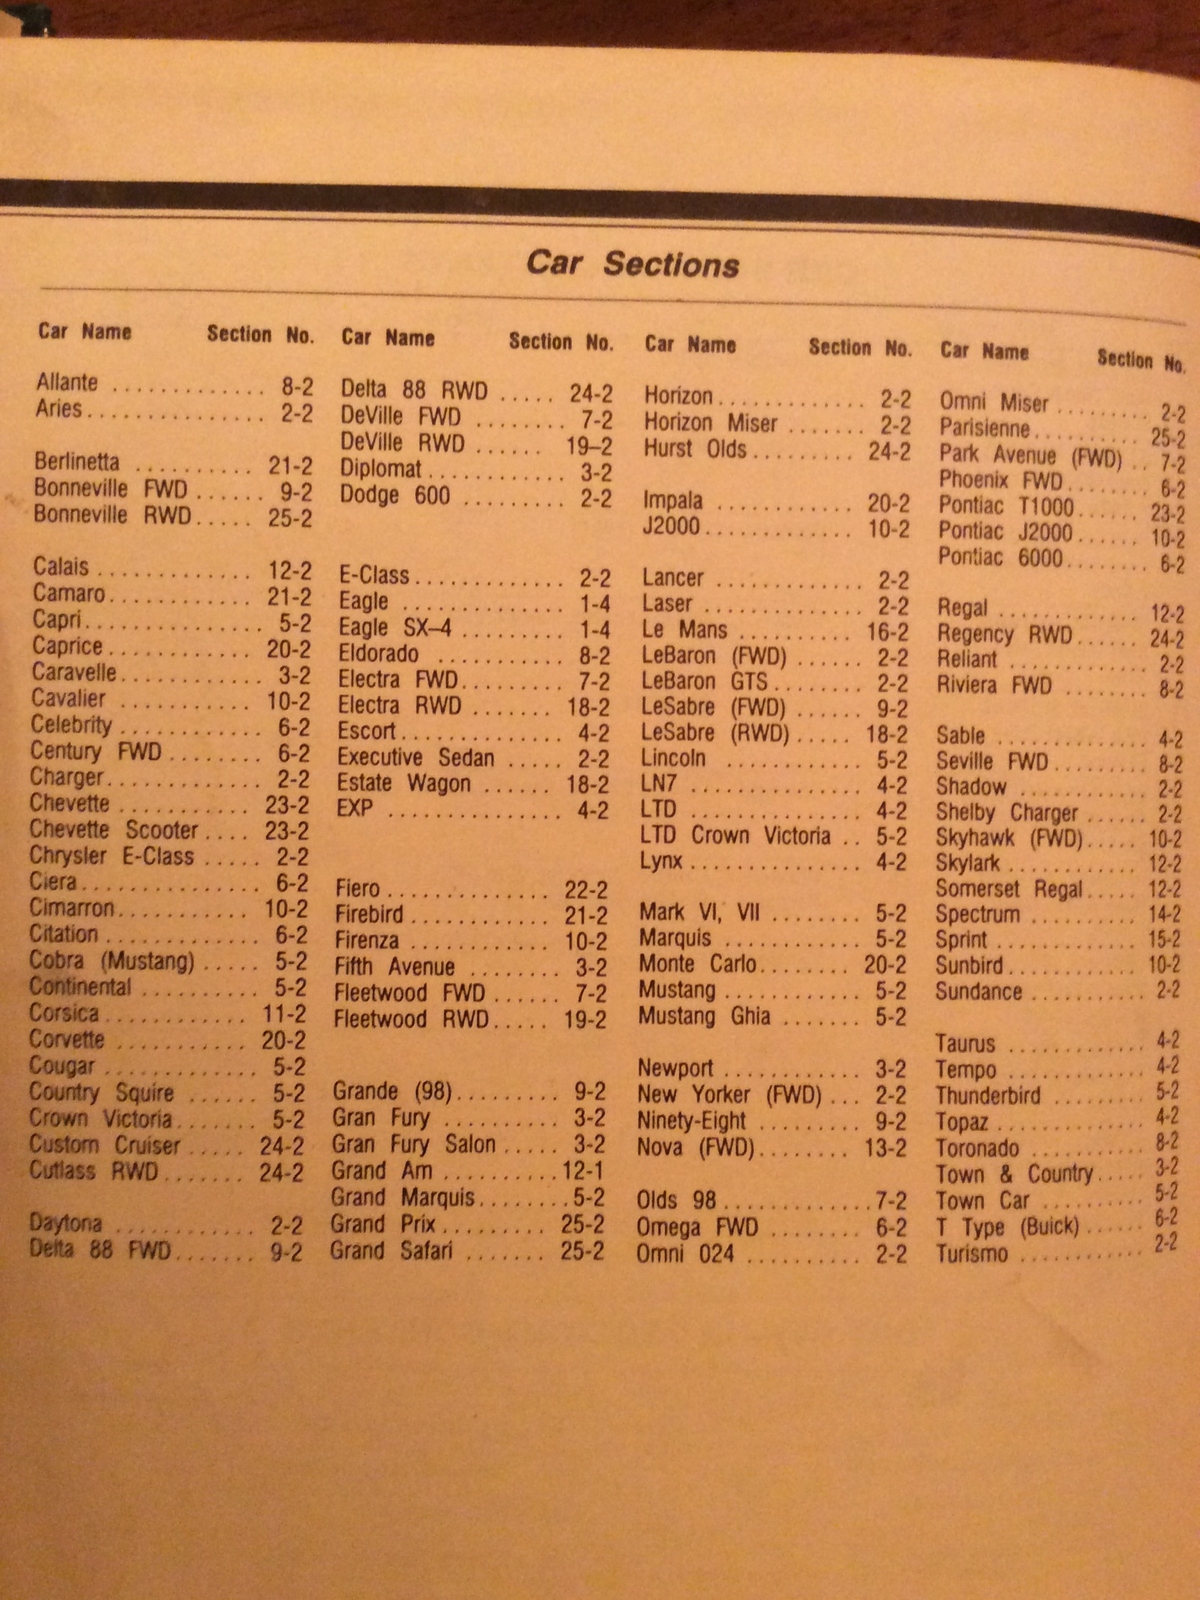 Car Sections
Car Name Section No.
Allante ............ 8-2
Aries ............ 2-2
Berlinetta .......... 21-2
Bonneville FWD ...... 9-2
Bonneville RWD ..... 25-2
Calais ............ 12-2
Camaro ............ 21-2
Capri ............. 5-2
Caprice ........... 20-2
Caravelle .......... 3-2
Cavalier ........... 10-2
Celebrity .......... 6-2
Century FWD ....... 6-2
Charger ........... 2-2
Chevette .......... 23-2
Chevette Scooter .... 23-2
Chrysler E-Class ..... 2-2
Ciera ............. 6-2
Cimarron .......... 10-2
Citation ........... 6-2
Cobra (Mustang) ..... 5-2
Continental ......... 5-2
Corsica ........... 11-2
Corvette .......... 20-2
Cougar ........... 5-2
Country Squire ...... 5-2
Crown Victoria ....... 5-2
Custom Cruiser ..... 24-2
Cutlass RWD ....... 24-2
Daytona ........... 2-2
Delta 88 FWD ....... 9-2
Car Name Section No.
Delta 88 RWD ..... 24-2
DeVille FWD ........ 7-2
DeVille RWD ...... 19–2
Diplomat ........... 3-2
Dodge 600 ......... 2-2
E-Class ............ 2-2
Eagle ............ 1-4
Eagle SX–4 ......... 1-4
Eldorado .......... 8-2
Electra FWD ........ 7-2
Electra RWD ....... 18-2
Escort ............ 4-2
Executive Sedan ..... 2-2
Estate Wagon ...... 18-2
EXP ............. 4-2
Fiero ............ 22-2
Firebird ........... 21-2
Firenza ........... 10-2
Fifth Avenue ........ 3-2
Fleetwood FWD ...... 7-2
Fleetwood RWD ..... 19-2
Grande (98) ......... 9-2
Gran Fury ......... 3-2
Gran Fury Salon ..... 3-2
Grand Am ......... 12-1
Grand Marquis ....... 5-2
Grand Prix ......... 25-2
Grand Safari ....... 25-2
Car Name Section No.
Horizon ............. 2-2
Horizon Miser ....... 2-2
Hurst Olds ......... 24-2
Impala ........... 20-2
J2000 ............. 10-2
Lancer ............ 2-2
Laser ............ 2-2
Le Mans .......... 16-2
LeBaron (FWD) ...... 2-2
LeBaron GTS ....... 2-2
LeSabre (FWD) ...... 9-2
LeSabre (RWD) ..... 18-2
Lincoln ............ 5-2
LN7 ............. 4-2
LTD ............. 4-2
LTD Crown Victoria .. 5-2
Lynx ............. 4-2
Mark VI, VII ........ 5-2
Marquis ........... 5-2
Monte Carlo ........ 20-2
Mustang ........... 5-2
Mustang Ghia ....... 5-2
Newport ........... 3-2
New Yorker (FWD) ... 2-2
Ninety-Eight ......... 9-2
Nova (FWD) ........ 13-2
Olds 98 ............ 7-2
Omega FWD ........ 6-2
Omni 024 .......... 2-2
Car Name Section No.
Omni Miser ........ 2-2
Parisienne .......... 25-2
Park Avenue (FWD) .. 7-2
Phoenix FWD ........ 6-2
Pontiac T1000 ...... 23-2
Pontiac J2000 ...... 10-2
Pontiac 6000 ........ 6-2
Regal ............ 12-2
Regency RWD ...... 24-2
Reliant ............ 2-2
Riviera FWD ........ 8-2
Sable ............ 4-2
Seville FWD ........ 8-2
Shadow ........... 2-2
Shelby Charger ...... 2-2
Skyhawk (FWD) ..... 10-2
Skylark ........... 12-2
Somerset Regal ..... 12-2
Spectrum .......... 14-2
Sprint ............ 15-2
Sunbird ........... 10-2
Sundance .......... 2-2
Taurus ........... 4-2
Tempo ............ 4-2
Thunderbird ......... 5-2
Topaz ............ 4-2
Toronado ........... 8-2
Town & Country ..... 3-2
Town Car .......... 5-2
T Type (Buick) ...... 6-2
Turismo ........... 2-2